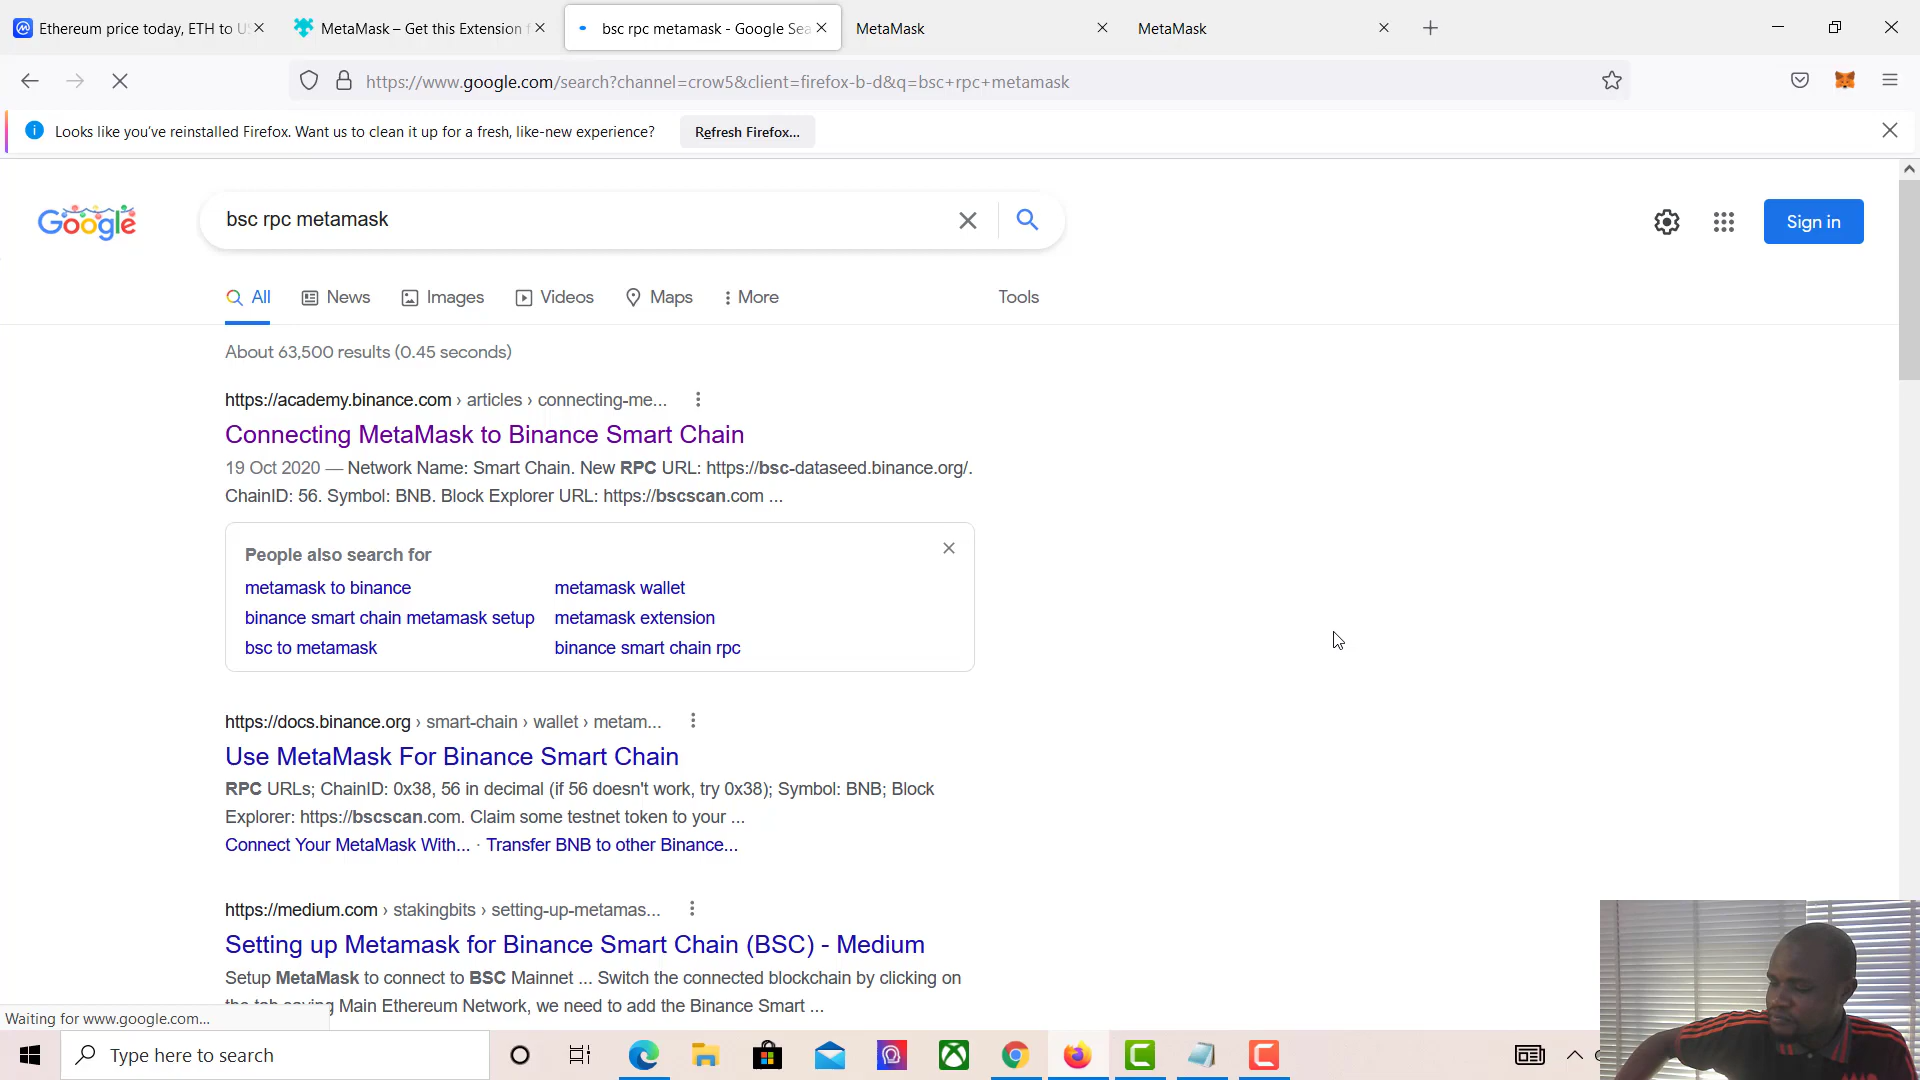 Ethereum price today, ETH to US
MetaMask – Get this Extension f
bsc rpc metamask - Google Sea
MetaMask
MetaMask
https://www.google.com/search?channel=crow5&client=firefox-b-d&q=bsc+rpc+metamask
Looks like you've reinstalled Firefox. Want us to clean it up for a fresh, like-new experience?
Refresh Firefox...
Google
bsc rpc metamask
Sign in
All
News
Images
Videos
Maps
More
Tools
About 63,500 results (0.45 seconds)
https://academy.binance.com › articles › connecting-me...
Connecting MetaMask to Binance Smart Chain
19 Oct 2020 — Network Name: Smart Chain. New RPC URL: https://bsc-dataseed.binance.org/.
ChainID: 56. Symbol: BNB. Block Explorer URL: https://bscscan.com ...
People also search for
metamask to binance
metamask wallet
binance smart chain metamask setup
metamask extension
bsc to metamask
binance smart chain rpc
https://docs.binance.org › smart-chain › wallet › metam...
Use MetaMask For Binance Smart Chain
RPC URLs; ChainID: 0x38, 56 in decimal (if 56 doesn't work, try 0x38); Symbol: BNB; Block
Explorer: https://bscscan.com. Claim some testnet token to your ...
Connect Your MetaMask With... · Transfer BNB to other Binance...
https://medium.com › stakingbits › setting-up-metamas...
Setting up Metamask for Binance Smart Chain (BSC) - Medium
Setup MetaMask to connect to BSC Mainnet ... Switch the connected blockchain by clicking on
Main Ethereum Network, we need to add the Binance Smart ...
Waiting for www.google.com...
Type here to search